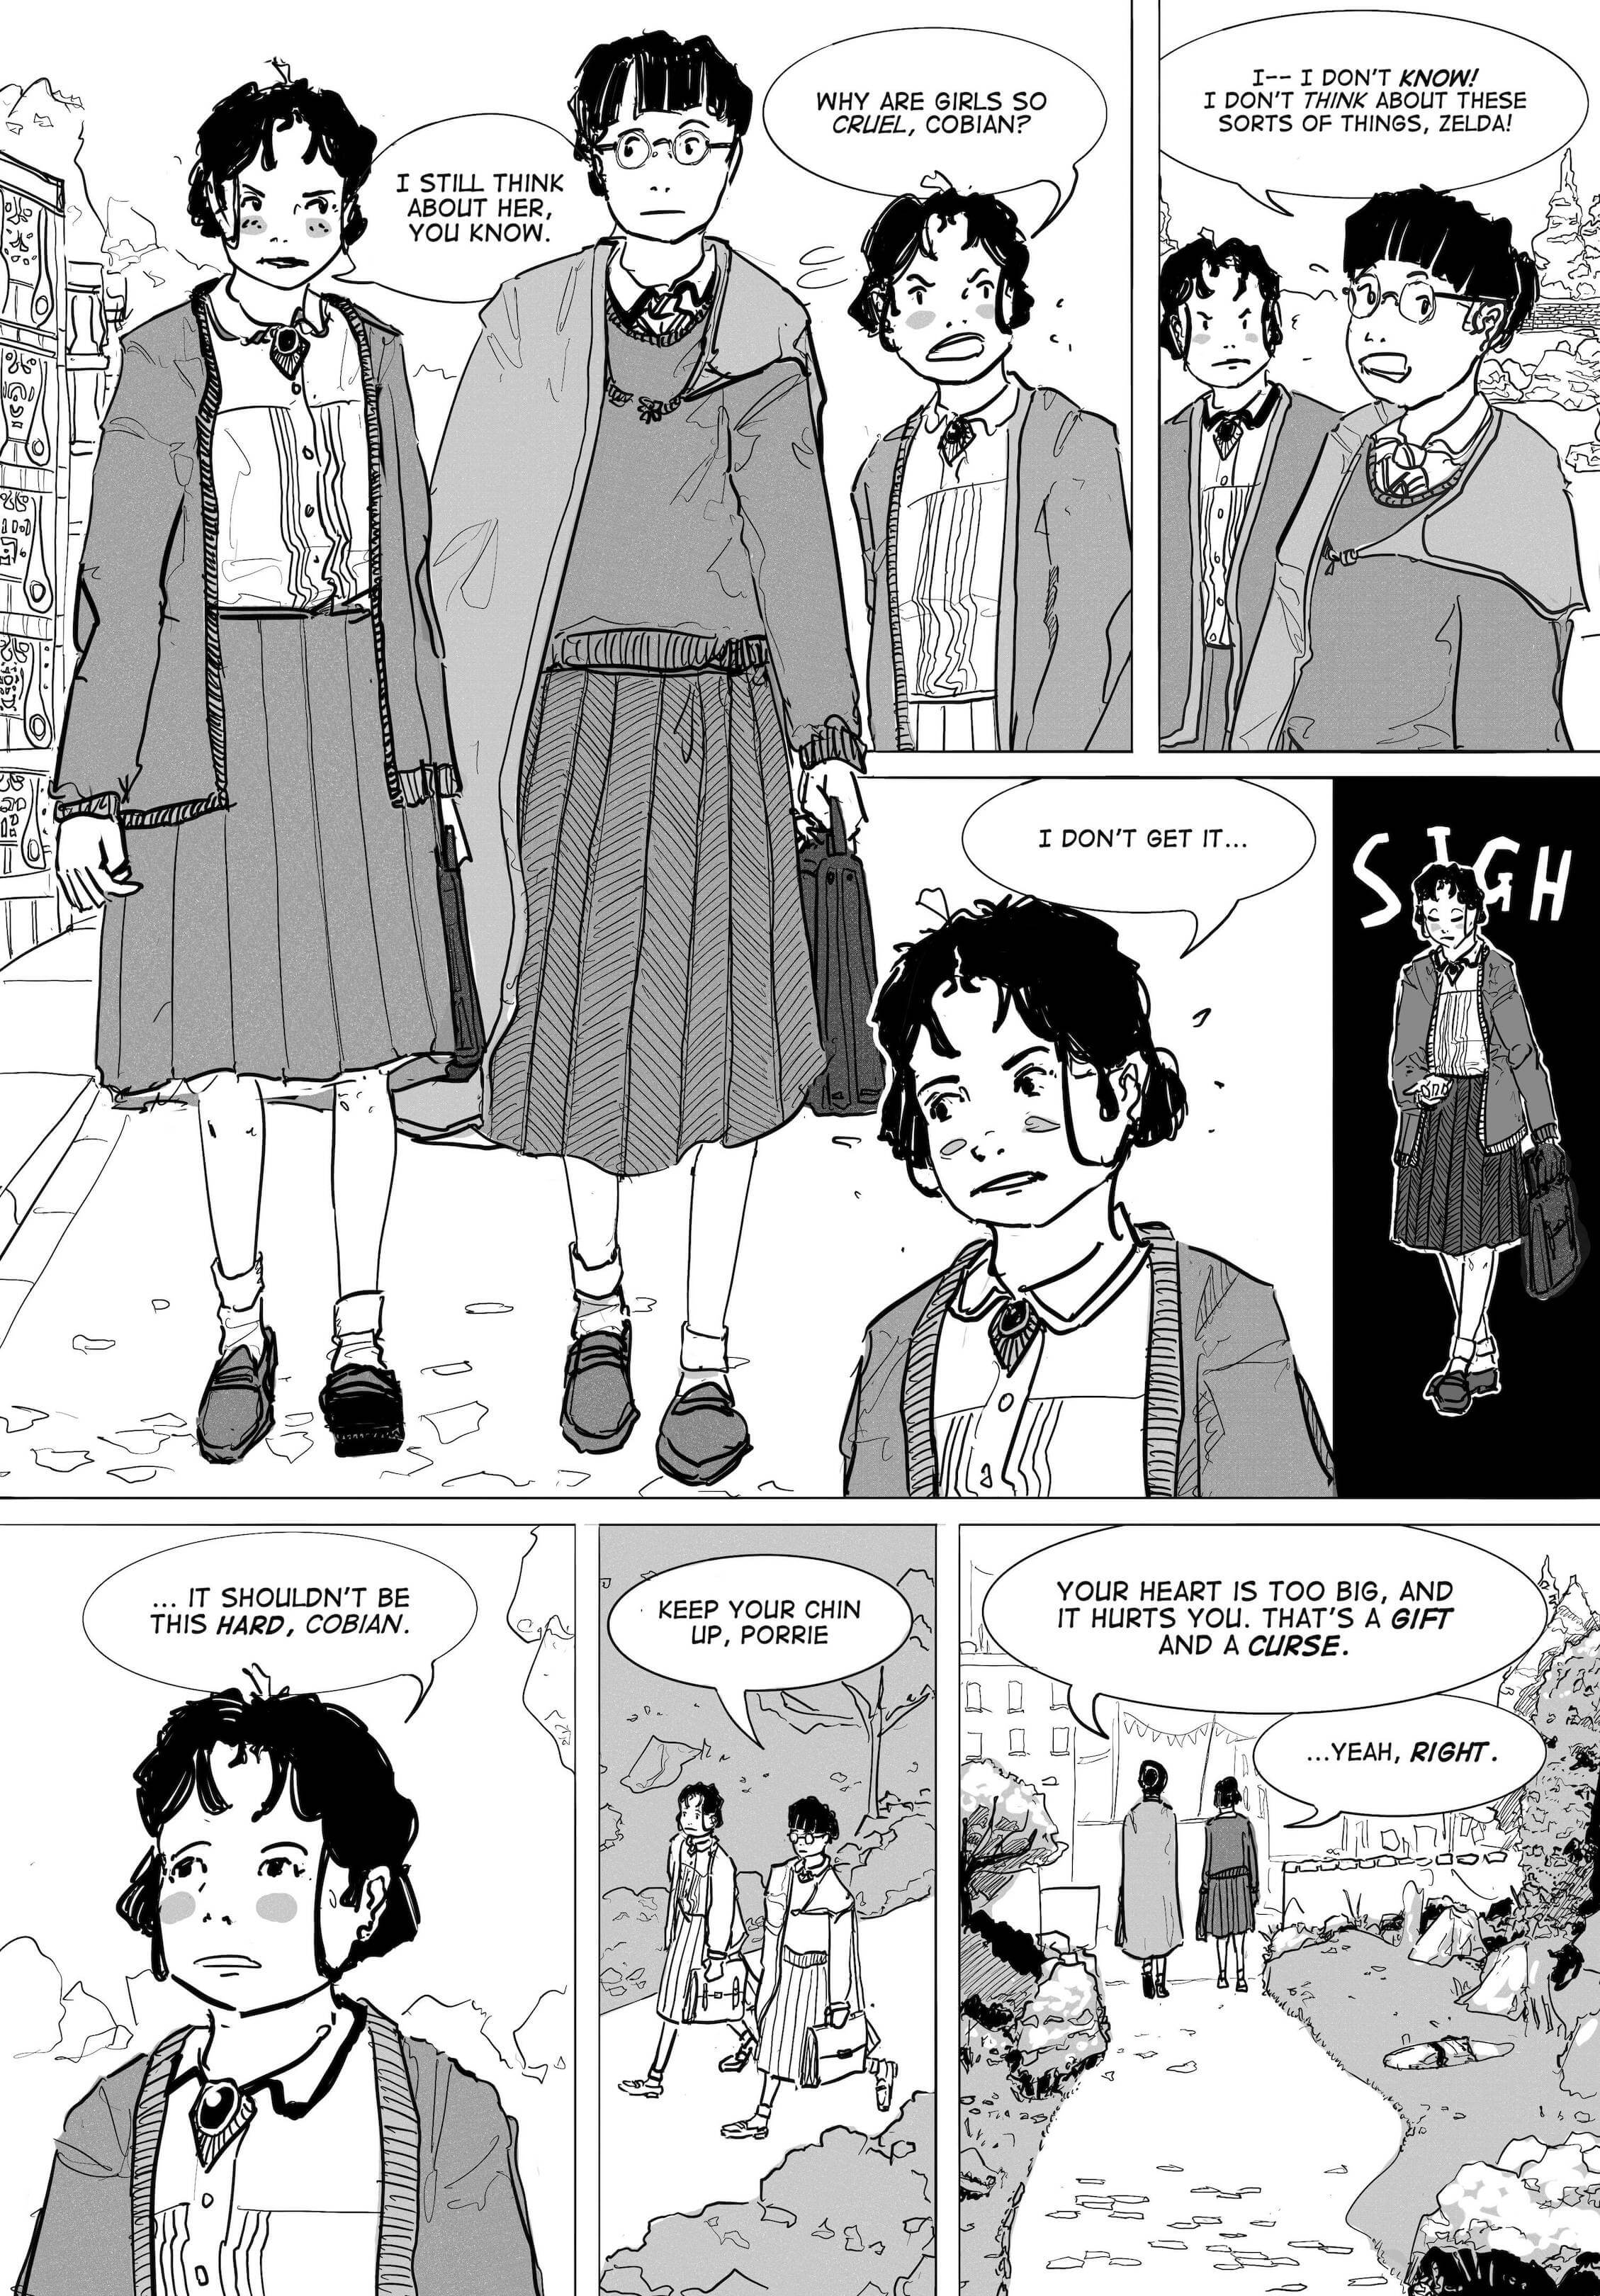 I STILL THINK
ABOUT HER,
YOU KNOW.
WHY ARE GIRLS SO
CRUEL, COBIAN?
I-- I DON'T KNOW!
I DON'T THINK ABOUT THESE
SORTS OF THINGS, ZELDA!
I DON'T GET IT...
SIGH
... IT SHOULDN'T BE
THIS HARD, COBIAN.
KEEP YOUR CHIN
UP, PORRIE
YOUR HEART IS TOO BIG, AND
IT HURTS YOU. THAT'S A GIFT
AND A CURSE.
...YEAH, RIGHT.